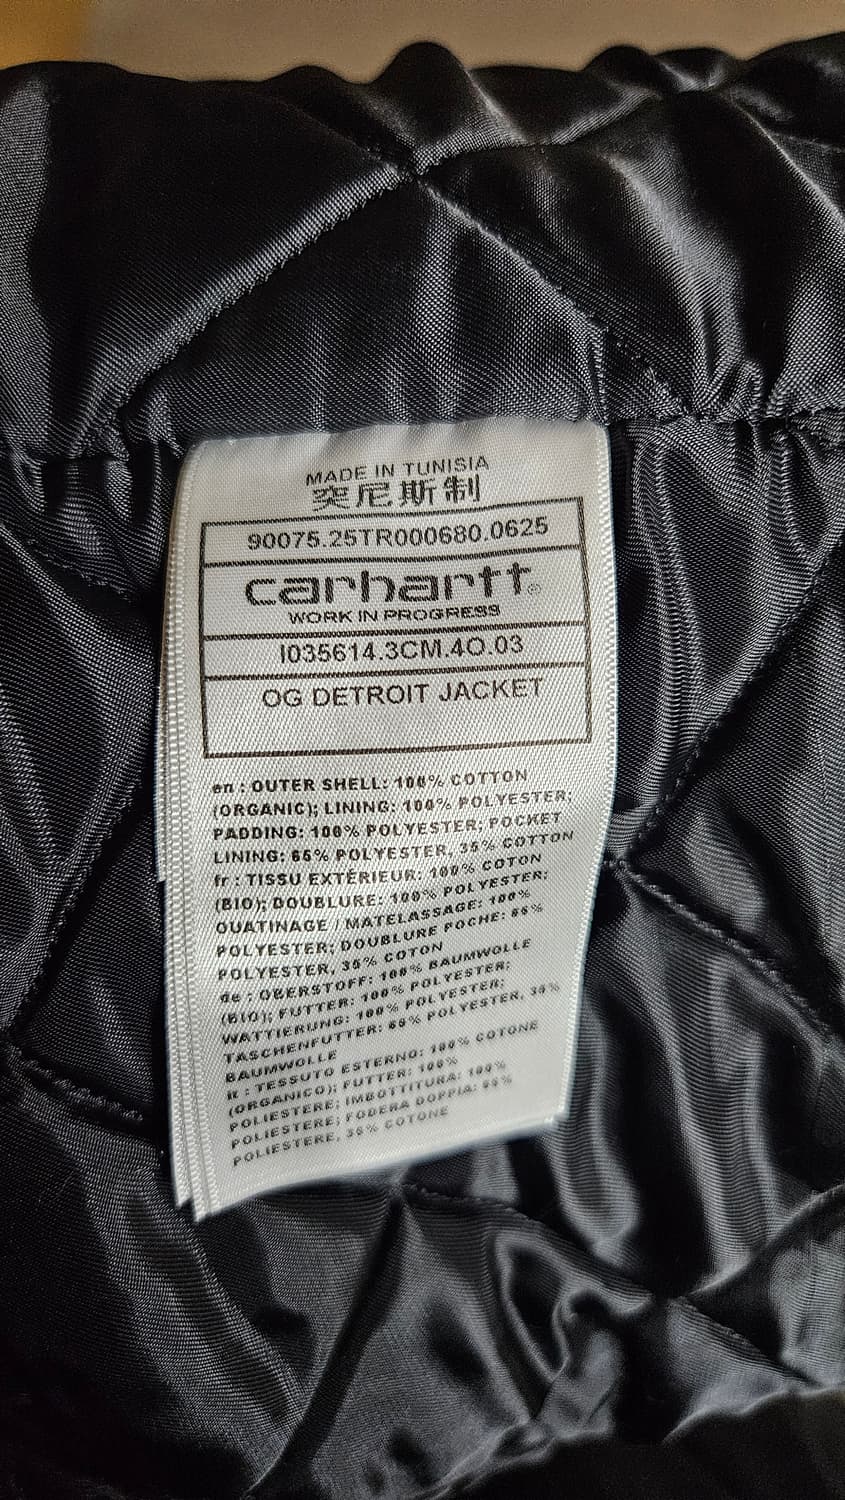 MADE IN TUNISIA
突尼斯制
90075.25TR000680.0625
carhartt®
WORK IN PROGRESS
I035614.3CM.4O.03
OG DETROIT JACKET
en : OUTER SHELL: 100% COTTON
(ORGANIC); LINING: 100% POLYESTER;
PADDING: 100% POLYESTER; POCKET
LINING: 65% POLYESTER, 35% COTTON
fr : TISSU EXTÉRIEUR: 100% COTON
(BIO); DOUBLURE: 100% POLYESTER;
OUATINAGE / MATELASSAGE: 100%
POLYESTER; DOUBLURE POCHE: 65%
POLYESTER, 35% COTON
de : OBERSTOFF: 100% BAUMWOLLE
(BIO); FUTTER: 100% POLYESTER;
WATTIERUNG: 100% POLYESTER;
TASCHENFUTTER: 65% POLYESTER, 35%
BAUMWOLLE
it : TESSUTO ESTERNO: 100% COTONE
(ORGANICO); FUTTER: 100%
POLIESTERE; IMBOTTITURA: 100%
POLIESTERE; FODERA DOPPIA: 65%
POLIESTERE, 35% COTONE